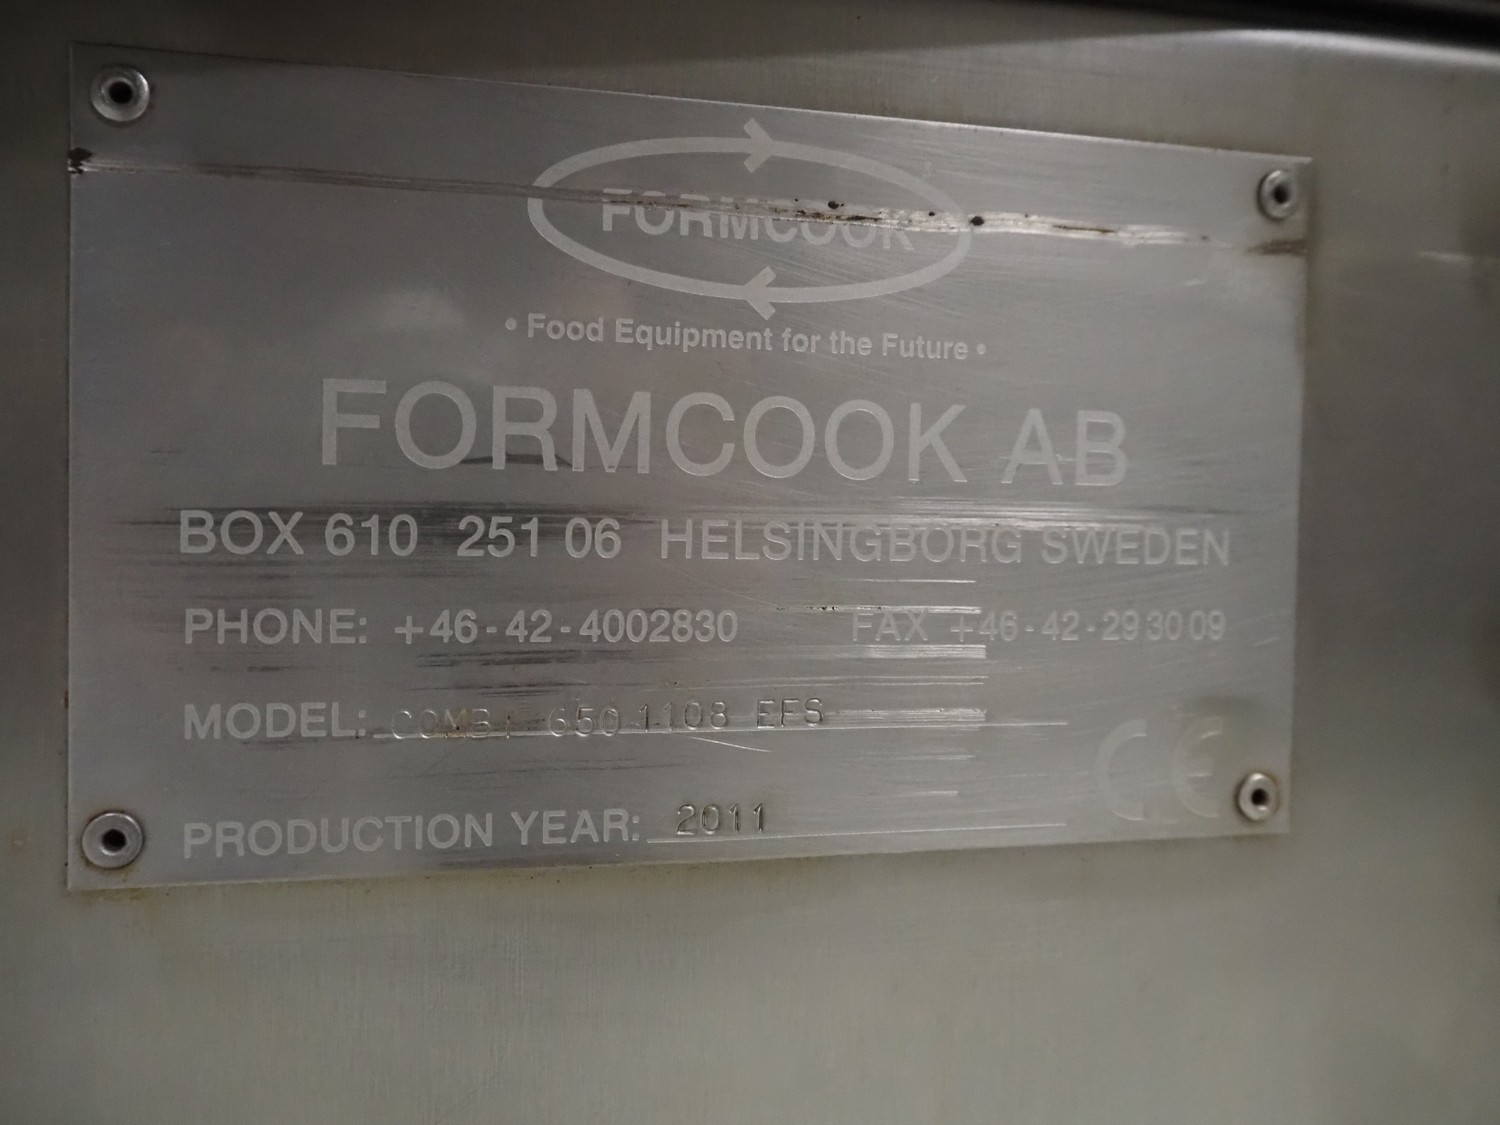 FORMCOOK
• Food Equipment for the Future •
FORMCOOK AB
BOX 610 251 06 HELSINGBORG SWEDEN
PHONE: +46-42-4002830 FAX +46-42-29 30 09
MODEL: COMBI 650 1108 EFS
CE
PRODUCTION YEAR: 2011